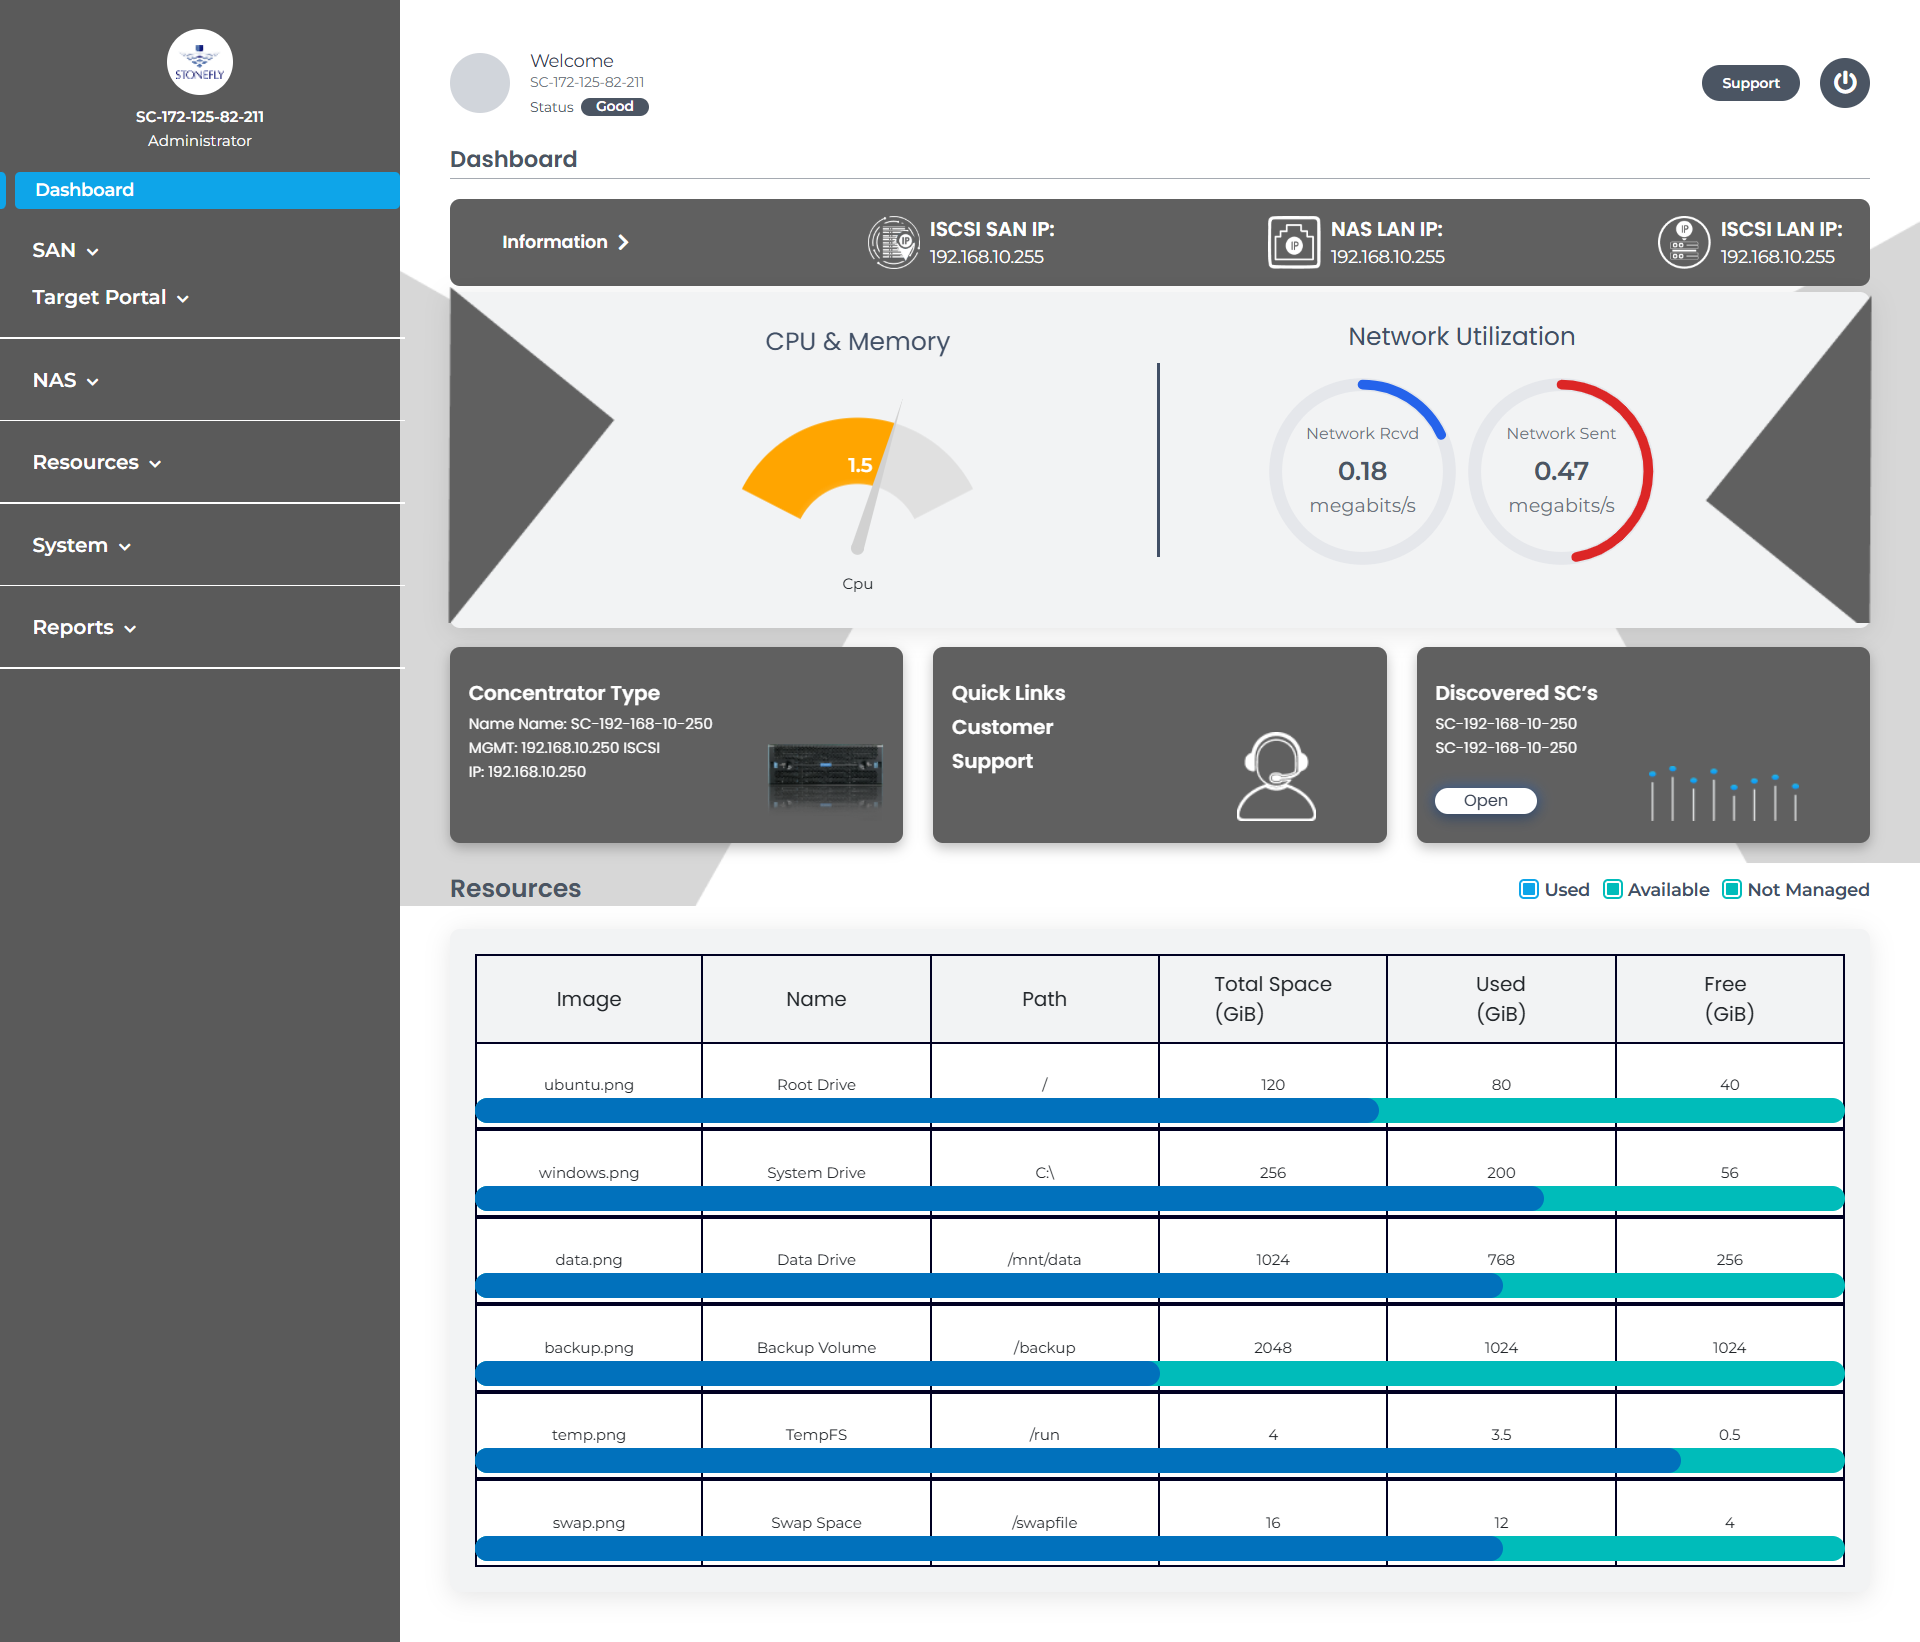 STONEFLY
SC-172-125-82-211
Administrator
Dashboard
SAN
Target Portal
NAS
Resources
System
Reports
Welcome
SC-172-125-82-211
Status Good
Support
Dashboard
Information
ISCSI SAN IP:
192.168.10.255
IP
NAS LAN IP:
192.168.10.255
IP
ISCSI LAN IP:
192.168.10.255
IP
CPU & Memory
1.5
Cpu
Network Utilization
Network Rcvd
0.18
megabits/s
Network Sent
0.47
megabits/s
Concentrator Type
Name Name: SC-192-168-10-250
MGMT: 192.168.10.250 ISCSI
IP: 192.168.10.250
Quick Links
Customer
Support
Discovered SC’s
SC-192-168-10-250
SC-192-168-10-250
Open
Resources
Used Available Not Managed
Image Name Path Total Space (GiB) Used (GiB) Free (GiB)
ubuntu.png Root Drive / 120 80 40
windows.png System Drive C:\ 256 200 56
data.png Data Drive /mnt/data 1024 768 256
backup.png Backup Volume /backup 2048 1024 1024
temp.png TempFS /run 4 3.5 0.5
swap.png Swap Space /swapfile 16 12 4